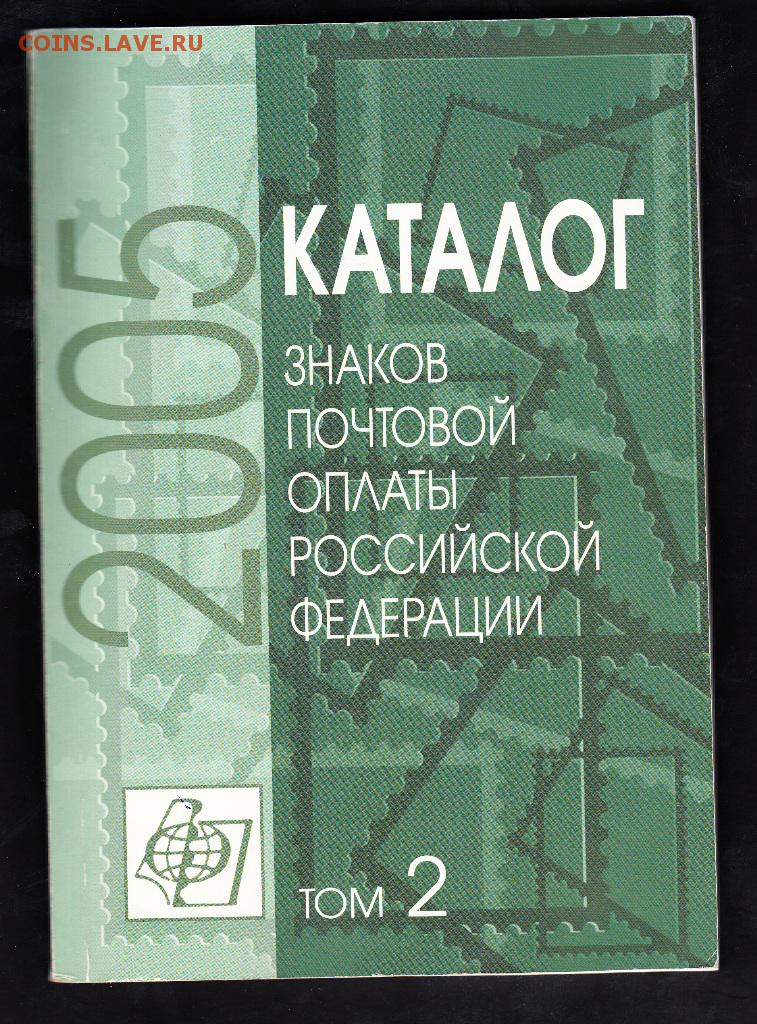 COINS.LAVE.RU
2005
КАТАЛОГ
ЗНАКОВ
ПОЧТОВОЙ
ОПЛАТЫ
РОССИЙСКОЙ
ФЕДЕРАЦИИ
ТОМ 2